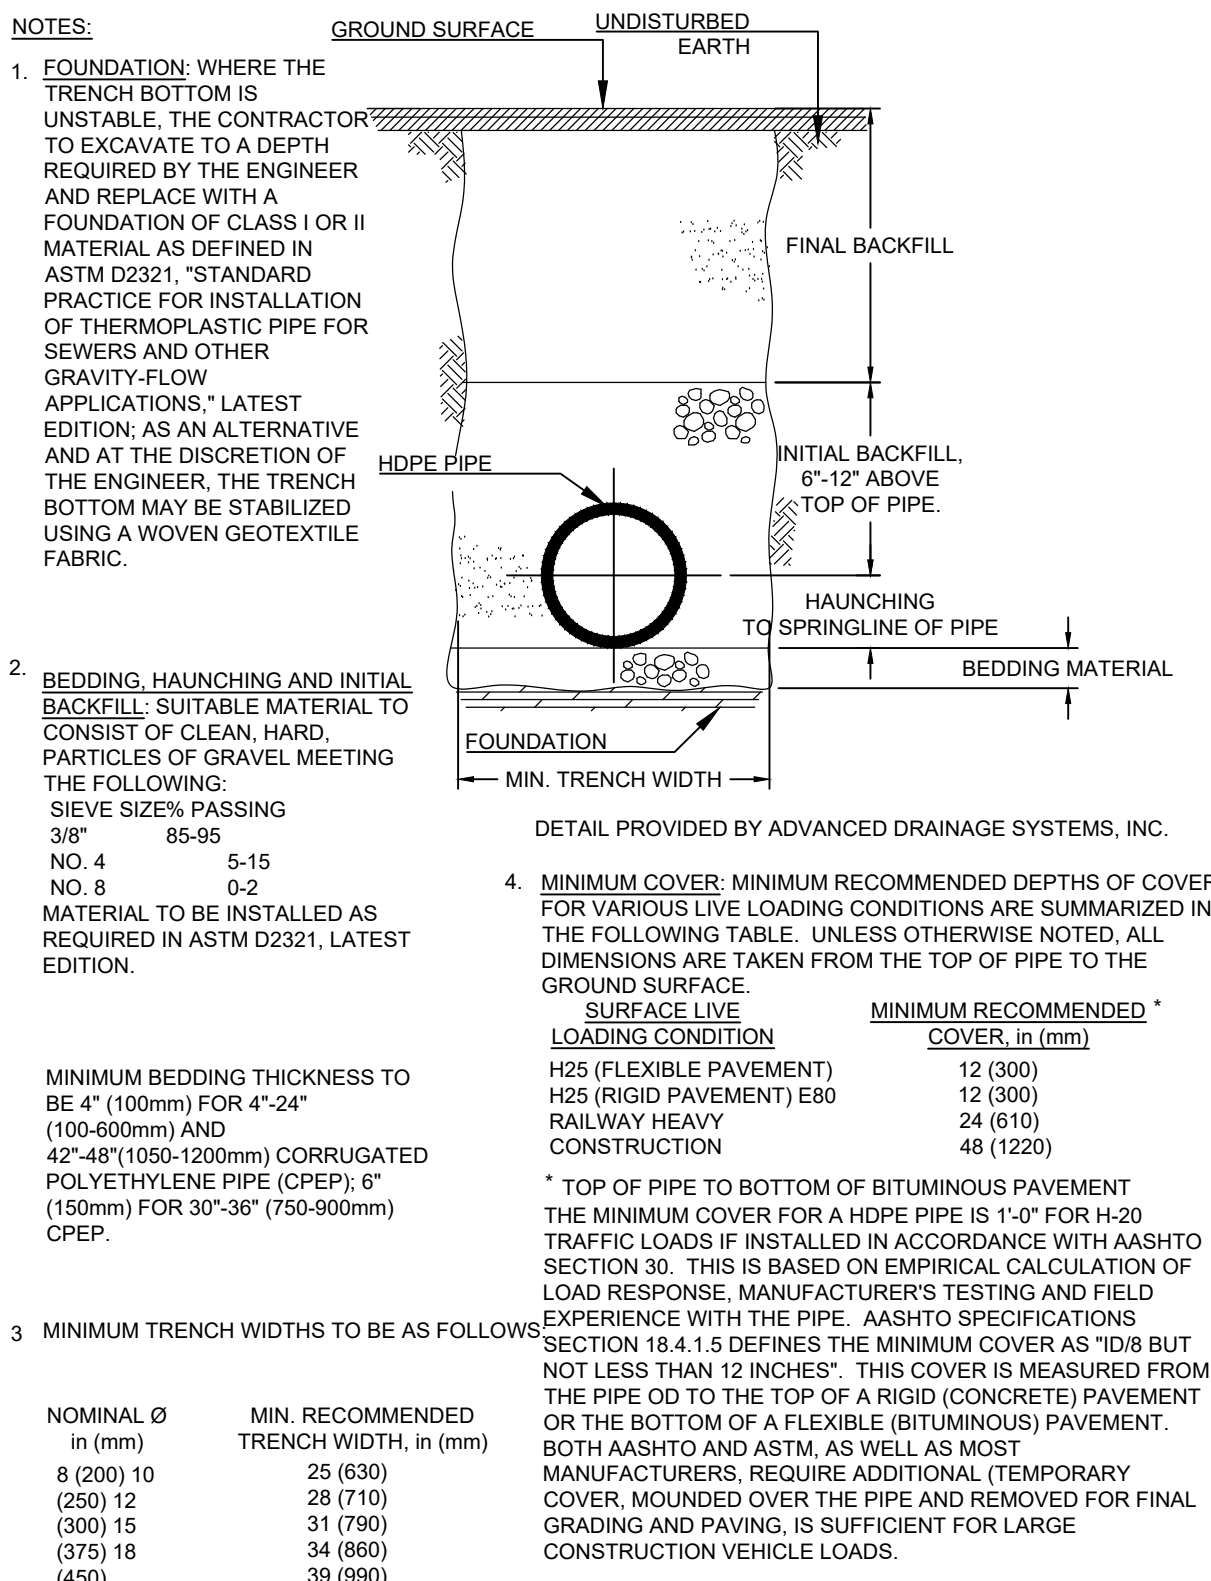 NOTES:
1. FOUNDATION: WHERE THE
TRENCH BOTTOM IS
UNSTABLE, THE CONTRACTOR
TO EXCAVATE TO A DEPTH
REQUIRED BY THE ENGINEER
AND REPLACE WITH A
FOUNDATION OF CLASS I OR II
MATERIAL AS DEFINED IN
ASTM D2321, "STANDARD
PRACTICE FOR INSTALLATION
OF THERMOPLASTIC PIPE FOR
SEWERS AND OTHER
GRAVITY-FLOW
APPLICATIONS," LATEST
EDITION; AS AN ALTERNATIVE
AND AT THE DISCRETION OF
THE ENGINEER, THE TRENCH
BOTTOM MAY BE STABILIZED
USING A WOVEN GEOTEXTILE
FABRIC.
GROUND SURFACE
UNDISTURBED
EARTH
FINAL BACKFILL
HDPE PIPE
INITIAL BACKFILL,
6"-12" ABOVE
TOP OF PIPE.
HAUNCHING
TO SPRINGLINE OF PIPE
BEDDING MATERIAL
FOUNDATION
MIN. TRENCH WIDTH
DETAIL PROVIDED BY ADVANCED DRAINAGE SYSTEMS, INC.
2. BEDDING, HAUNCHING AND INITIAL
BACKFILL: SUITABLE MATERIAL TO
CONSIST OF CLEAN, HARD,
PARTICLES OF GRAVEL MEETING
THE FOLLOWING:
SIEVE SIZE% PASSING
3/8" 85-95
NO. 4 5-15
NO. 8 0-2
MATERIAL TO BE INSTALLED AS
REQUIRED IN ASTM D2321, LATEST
EDITION.
MINIMUM BEDDING THICKNESS TO
BE 4" (100mm) FOR 4"-24"
(100-600mm) AND
42"-48"(1050-1200mm) CORRUGATED
POLYETHYLENE PIPE (CPEP); 6"
(150mm) FOR 30"-36" (750-900mm)
CPEP.
3 MINIMUM TRENCH WIDTHS TO BE AS FOLLOWS:
NOMINAL Ø MIN. RECOMMENDED
in (mm) TRENCH WIDTH, in (mm)
8 (200) 10 25 (630)
(250) 12 28 (710)
(300) 15 31 (790)
(375) 18 34 (860)
(450) 39 (990)
4. MINIMUM COVER: MINIMUM RECOMMENDED DEPTHS OF COVER
FOR VARIOUS LIVE LOADING CONDITIONS ARE SUMMARIZED IN
THE FOLLOWING TABLE. UNLESS OTHERWISE NOTED, ALL
DIMENSIONS ARE TAKEN FROM THE TOP OF PIPE TO THE
GROUND SURFACE.
SURFACE LIVE MINIMUM RECOMMENDED *
LOADING CONDITION COVER, in (mm)
H25 (FLEXIBLE PAVEMENT) 12 (300)
H25 (RIGID PAVEMENT) E80 12 (300)
RAILWAY HEAVY 24 (610)
CONSTRUCTION 48 (1220)
* TOP OF PIPE TO BOTTOM OF BITUMINOUS PAVEMENT
THE MINIMUM COVER FOR A HDPE PIPE IS 1'-0" FOR H-20
TRAFFIC LOADS IF INSTALLED IN ACCORDANCE WITH AASHTO
SECTION 30. THIS IS BASED ON EMPIRICAL CALCULATION OF
LOAD RESPONSE, MANUFACTURER'S TESTING AND FIELD
EXPERIENCE WITH THE PIPE. AASHTO SPECIFICATIONS
SECTION 18.4.1.5 DEFINES THE MINIMUM COVER AS "ID/8 BUT
NOT LESS THAN 12 INCHES". THIS COVER IS MEASURED FROM
THE PIPE OD TO THE TOP OF A RIGID (CONCRETE) PAVEMENT
OR THE BOTTOM OF A FLEXIBLE (BITUMINOUS) PAVEMENT.
BOTH AASHTO AND ASTM, AS WELL AS MOST
MANUFACTURERS, REQUIRE ADDITIONAL (TEMPORARY
COVER, MOUNDED OVER THE PIPE AND REMOVED FOR FINAL
GRADING AND PAVING, IS SUFFICIENT FOR LARGE
CONSTRUCTION VEHICLE LOADS.